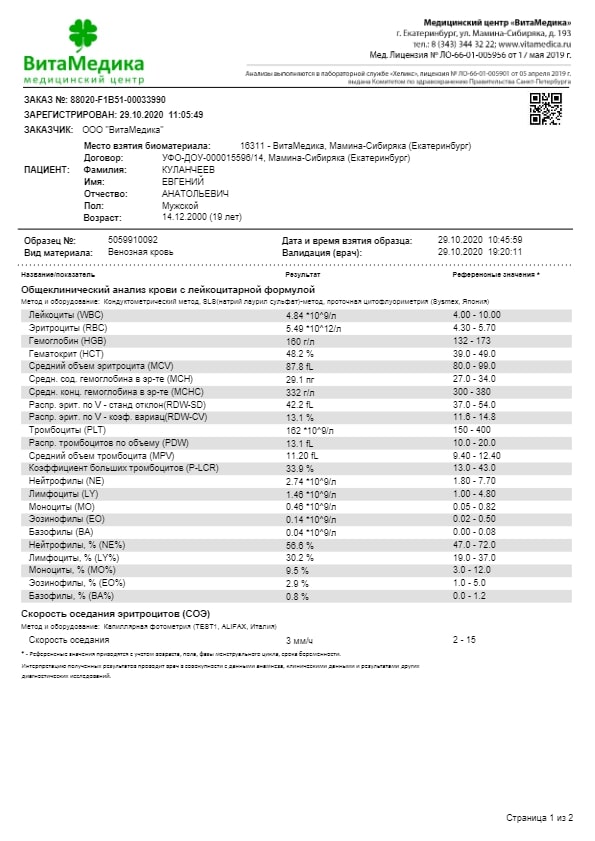 ВитаМедика
медицинский центр
Медицинский центр «ВитаМедика»
г. Екатеринбург, ул. Мамина-Сибиряка, д. 193
тел.: 8 (343) 344 32 22; www.vitamedica.ru
Мед. Лицензия № ЛО-66-01-005956 от 17 мая 2019 г.
Анализы выполняются в лабораторной службе «Хеликс», лицензия № ЛО-66-01-005901 от 05 апреля 2019 г.
выдана Комитетом по здравоохранению Правительства Санкт-Петербурга
ЗАКАЗ №: 88020-F1B51-00033990
ЗАРЕГИСТРИРОВАН: 29.10.2020 11:05:49
ЗАКАЗЧИК: ООО "ВитаМедика"
Место взятия биоматериала: 16311 - ВитаМедика, Мамина-Сибиряка (Екатеринбург)
Договор: УФО-ДОУ-000015596/14, Мамина-Сибиряка (Екатеринбург)
ПАЦИЕНТ: Фамилия: КУЛАНЧЕЕВ
Имя: ЕВГЕНИЙ
Отчество: АНАТОЛЬЕВИЧ
Пол: Мужской
Возраст: 14.12.2000 (19 лет)
Образец №: 5059910092 Дата и время взятия образца: 29.10.2020 10:45:59
Вид материала: Венозная кровь Валидация (врач): 29.10.2020 19:20:11
Название/показатель Результат Референсные значения *
Общеклинический анализ крови с лейкоцитарной формулой
Метод и оборудование: Кондуктометрический метод, SLS(натрий лаурил сульфат)-метод, проточная цитофлуориметрия (Sysmex, Япония)
Лейкоциты (WBC) 4.84 *10^9/л 4.00 - 10.00
Эритроциты (RBC) 5.49 *10^12/л 4.30 - 5.70
Гемоглобин (HGB) 160 г/л 132 - 173
Гематокрит (HCT) 48.2 % 39.0 - 49.0
Средний объем эритроцита (MCV) 87.8 fL 80.0 - 99.0
Средн. сод. гемоглобина в эр-те (MCH) 29.1 пг 27.0 - 34.0
Средн. конц. гемоглобина в эр-те (MCHC) 332 г/л 300 - 380
Распр. эрит. по V - станд отклон(RDW-SD) 42.2 fL 37.0 - 54.0
Распр. эрит. по V - коэф. вариац(RDW-CV) 13.1 % 11.6 - 14.8
Тромбоциты (PLT) 162 *10^9/л 150 - 400
Распр. тромбоцитов по объему (PDW) 13.1 fL 10.0 - 20.0
Средний объем тромбоцита (MPV) 11.20 fL 9.40 - 12.40
Коэффициент больших тромбоцитов (P-LCR) 33.9 % 13.0 - 43.0
Нейтрофилы (NE) 2.74 *10^9/л 1.80 - 7.70
Лимфоциты (LY) 1.46 *10^9/л 1.00 - 4.80
Моноциты (MO) 0.46 *10^9/л 0.05 - 0.82
Эозинофилы (EO) 0.14 *10^9/л 0.02 - 0.50
Базофилы (BA) 0.04 *10^9/л 0.00 - 0.08
Нейтрофилы, % (NE%) 56.6 % 47.0 - 72.0
Лимфоциты, % (LY%) 30.2 % 19.0 - 37.0
Моноциты, % (MO%) 9.5 % 3.0 - 12.0
Эозинофилы, % (EO%) 2.9 % 1.0 - 5.0
Базофилы, % (BA%) 0.8 % 0.0 - 1.2
Скорость оседания эритроцитов (СОЭ)
Метод и оборудование: Капиллярная фотометрия (TEST1, ALIFAX, Италия)
Скорость оседания 3 мм/ч 2 - 15
* - Референсные значения приводятся с учетом возраста, пола, фазы менструального цикла, срока беременности.
Интерпретацию полученных результатов проводит врач в совокупности с данными анамнеза, клиническими данными и результатами других
диагностических исследований.
Страница 1 из 2